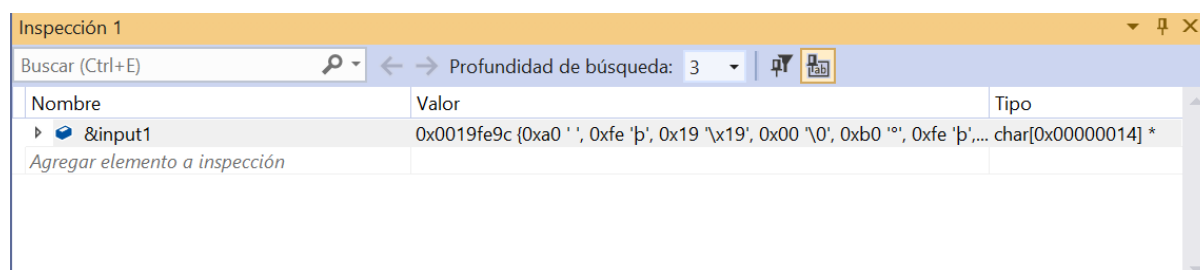 Inspección 1
Buscar (Ctrl+E) Profundidad de búsqueda: 3
Nombre Valor Tipo
&input1 0x0019fe9c {0xa0 ' ', 0xfe 'þ', 0x19 '\x19', 0x00 '\0', 0xb0 '°', 0xfe 'þ',... char[0x00000014] *
Agregar elemento a inspección